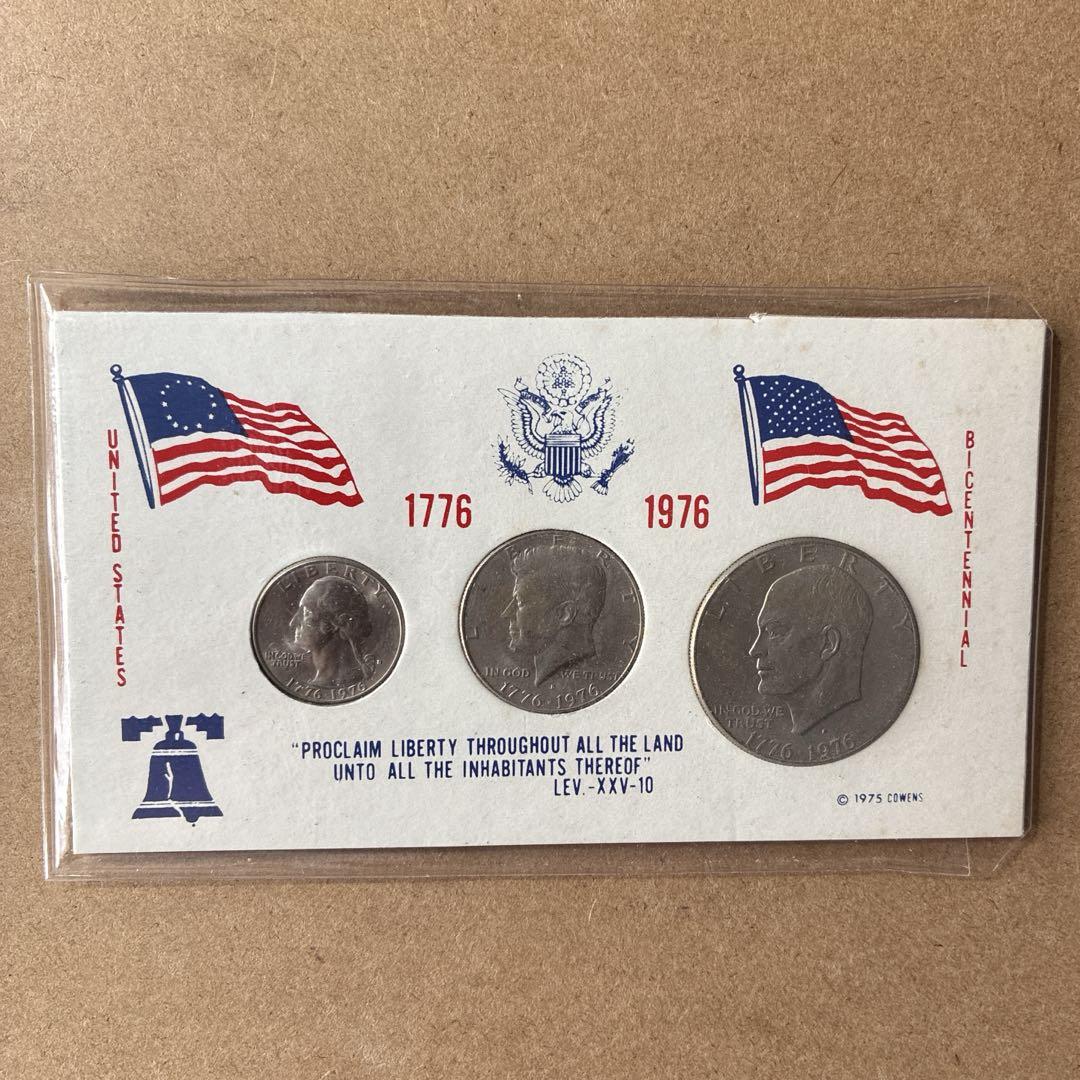 UNITED STATES
1776
1976
BICENTENNIAL
LIBERTY
IN GOD WE
TRUST
1776·1976
LIBERTY
IN GOD WE TRUST
1776·1976
LIBERTY
IN GOD WE
TRUST
1776·1976
"PROCLAIM LIBERTY THROUGHOUT ALL THE LAND
UNTO ALL THE INHABITANTS THEREOF"
LEV.-XXV-10
© 1975 COWENS